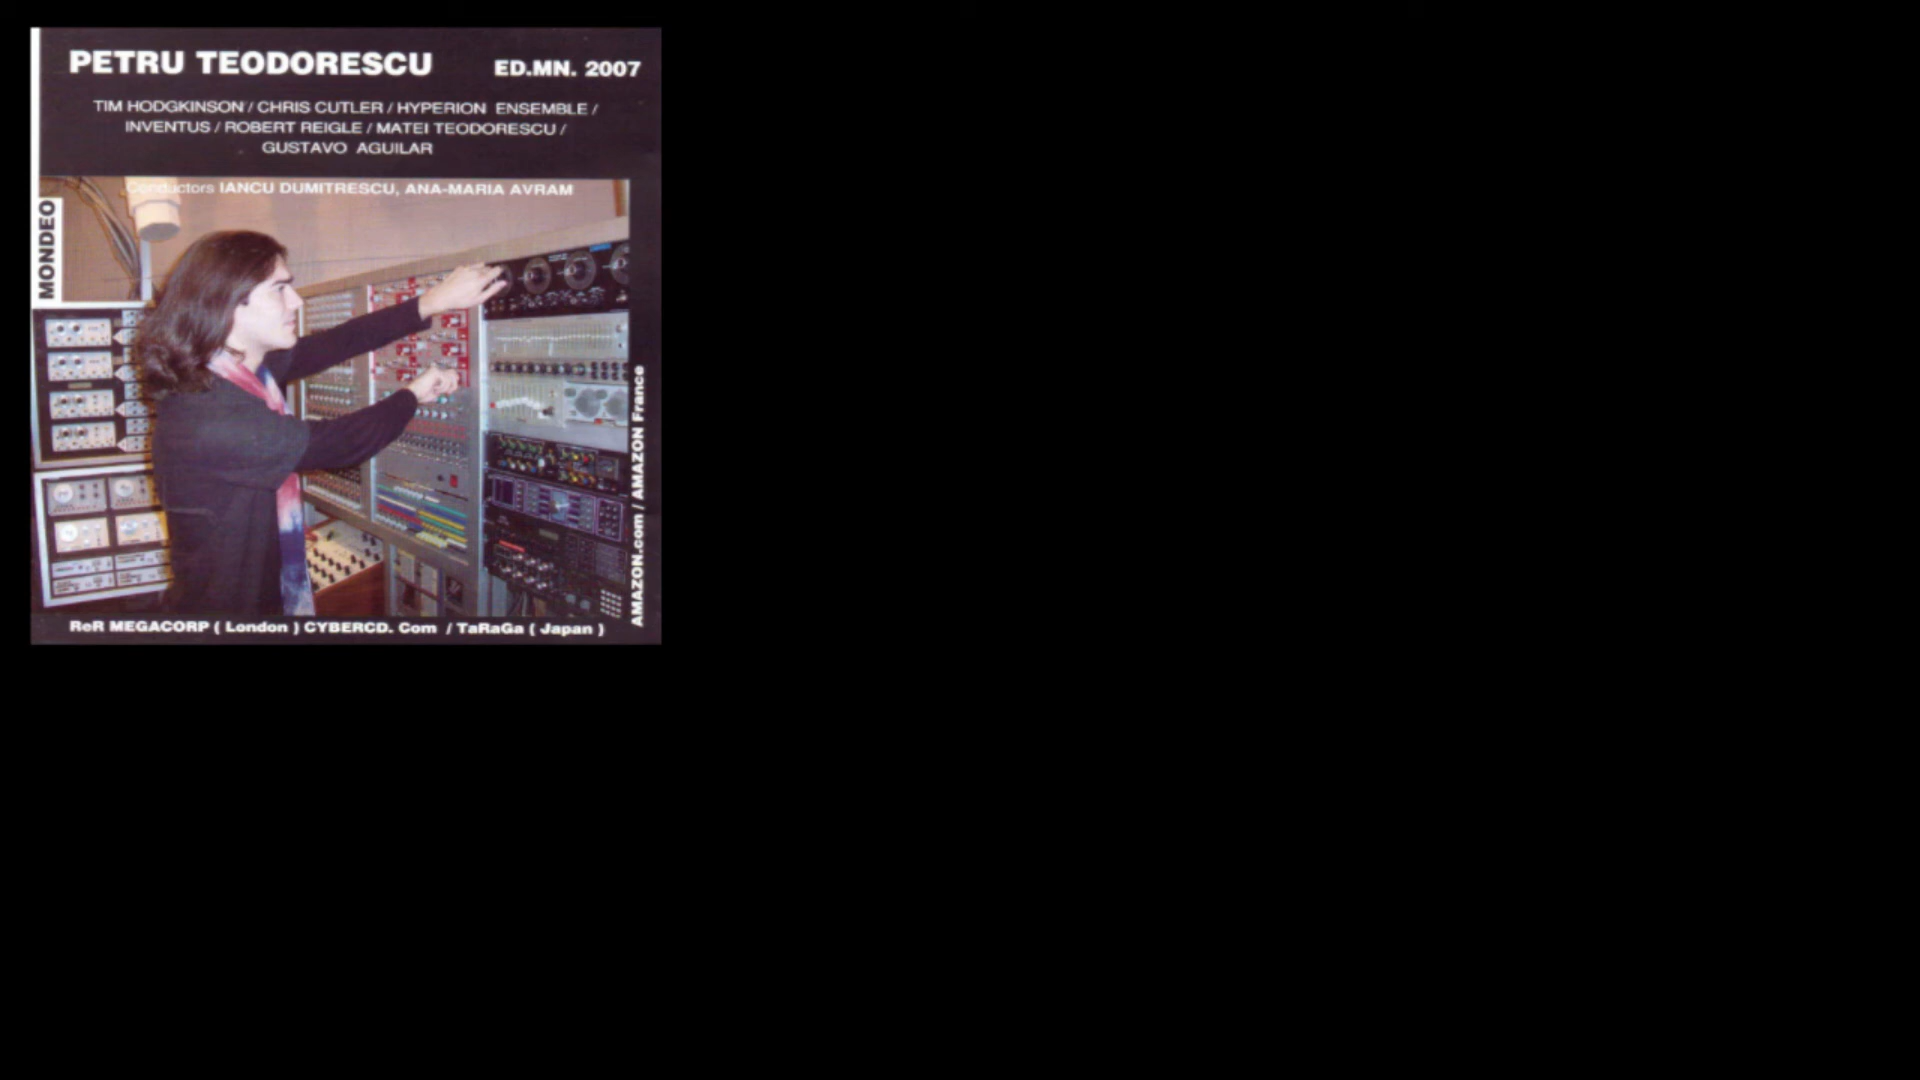 PETRU TEODORESCU
ED.MN. 2007
TIM HODGKINSON / CHRIS CUTLER / HYPERION ENSEMBLE /
INVENTUS / ROBERT REIGLE / MATEI TEODORESCU /
GUSTAVO AGUILAR
Conductors IANCU DUMITRESCU, ANA-MARIA AVRAM
MONDEO
AMAZON.com / AMAZON France
ReR MEGACORP ( London ) CYBERCD. Com / TaRaGa ( Japan )